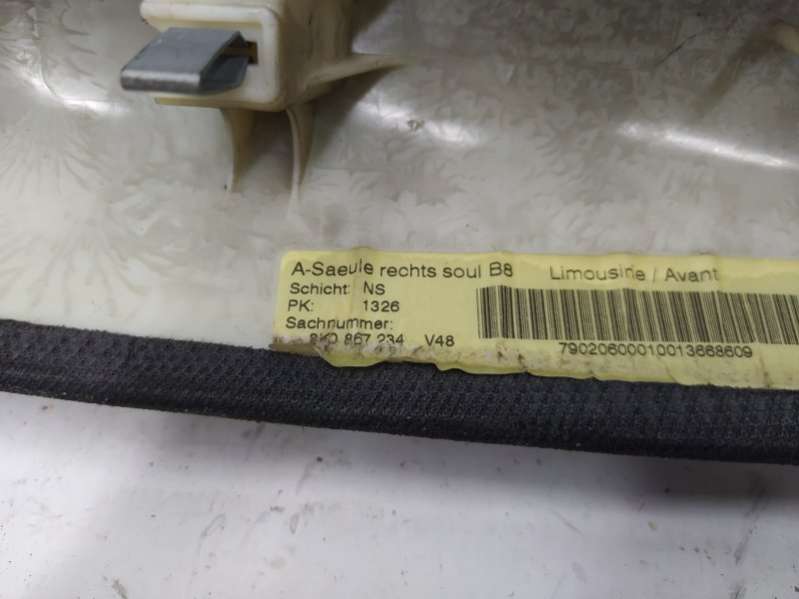 A-Saeule rechts soul B8 Limousine / Avant
Schicht: NS
PK: 1326
Sachnummer:
8K0 867 234 V48
79020600010013668609